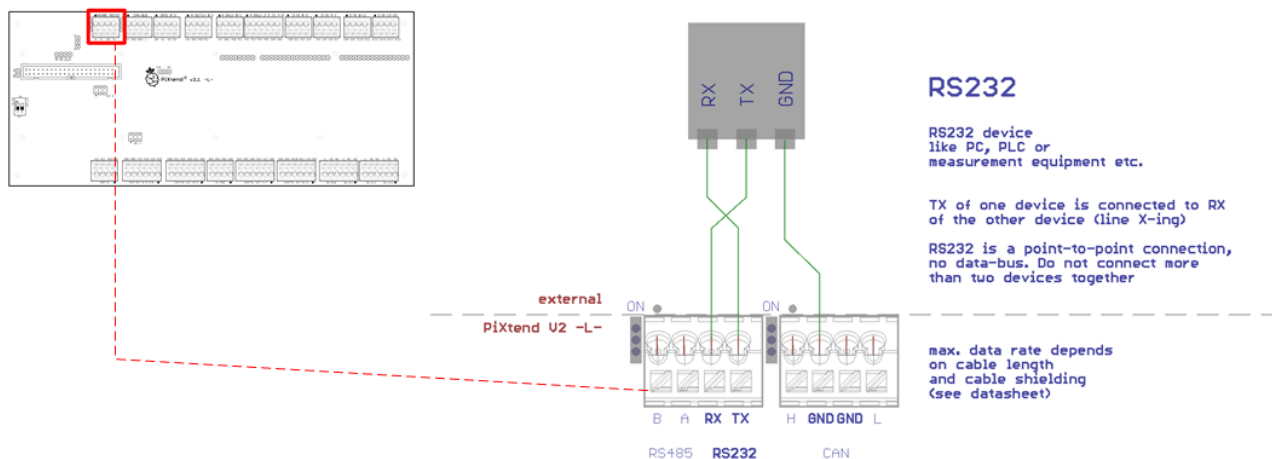 PiXtend® v2.1 -L-
RX
TX
GND
RS232
RS232 device
like PC, PLC or
measurement equipment etc.
TX of one device is connected to RX
of the other device (line X-ing)
RS232 is a point-to-point connection,
no data-bus. Do not connect more
than two devices together
external
PiXtend V2 -L-
ON
ON
max. data rate depends
on cable length
and cable shielding
(see datasheet)
B A RX TX
H GND GND L
RS485 RS232
CAN